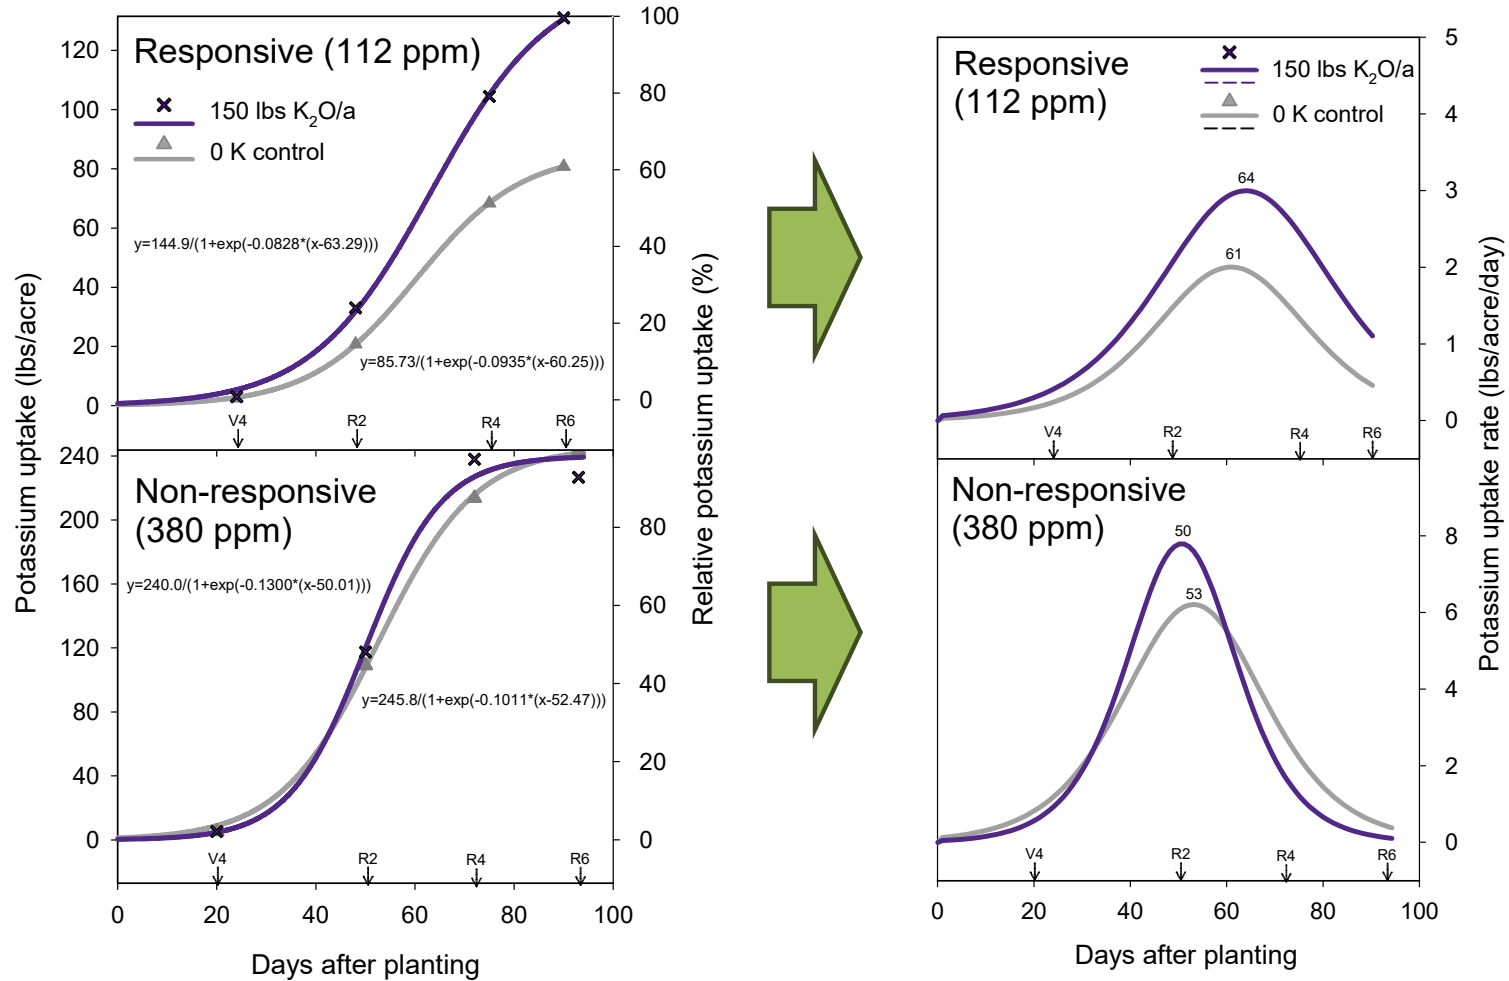 Responsive (112 ppm)
150 lbs K2O/a
0 K control
y=144.9/(1+exp(-0.0828*(x-63.29)))
y=85.73/(1+exp(-0.0935*(x-60.25)))
V4 R2 R4 R6
120
100
80
60
40
20
0
100
80
60
40
20
0
Non-responsive
(380 ppm)
y=240.0/(1+exp(-0.1300*(x-50.01)))
y=245.8/(1+exp(-0.1011*(x-52.47)))
V4 R2 R4 R6
240
200
160
120
80
40
0
80
60
40
20
0
0 20 40 60 80 100
Days after planting
Potassium uptake (lbs/acre)
Relative potassium uptake (%)
Responsive
(112 ppm)
150 lbs K2O/a
0 K control
64
61
V4 R2 R4 R6
5
4
3
2
1
0
Non-responsive
(380 ppm)
50
53
V4 R2 R4 R6
8
6
4
2
0
0 20 40 60 80 100
Days after planting
Potassium uptake rate (lbs/acre/day)